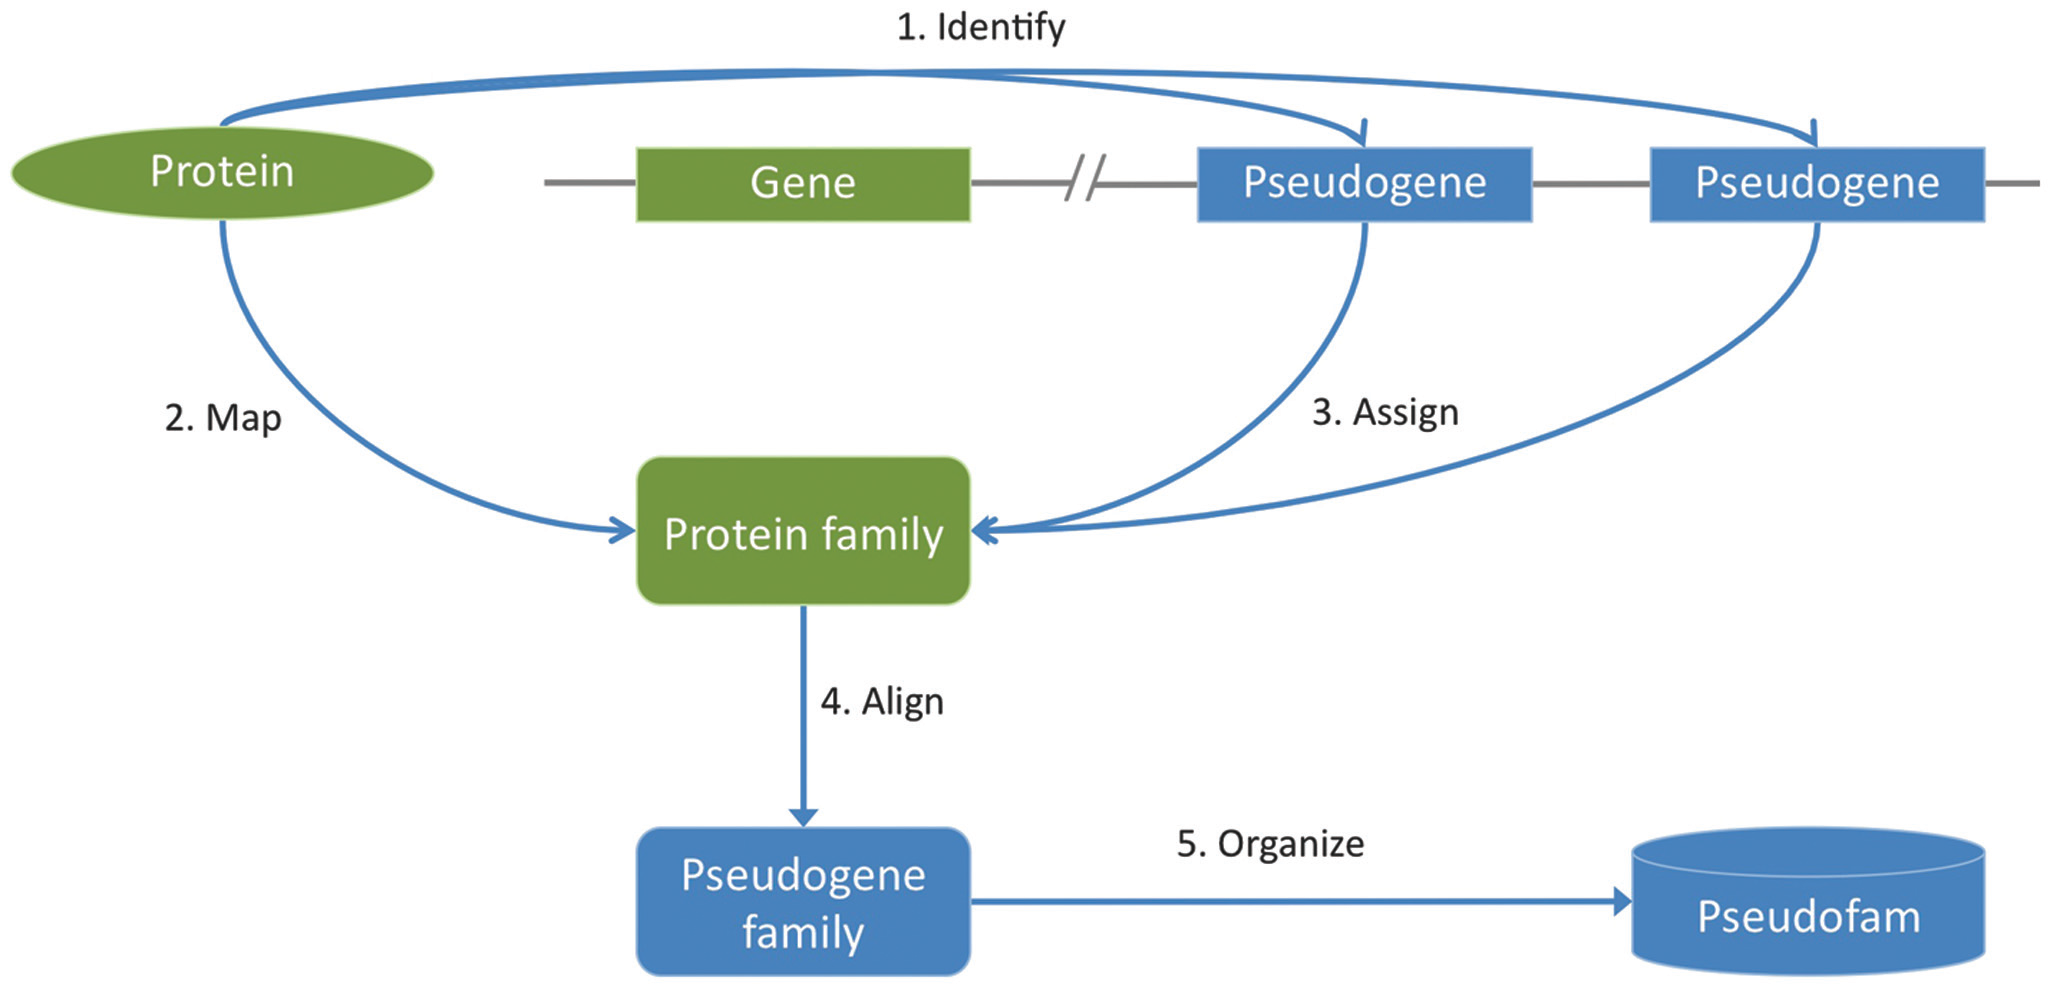 1. Identify
Protein
Gene
Pseudogene
Pseudogene
2. Map
3. Assign
Protein family
4. Align
Pseudogene
family
5. Organize
Pseudofam